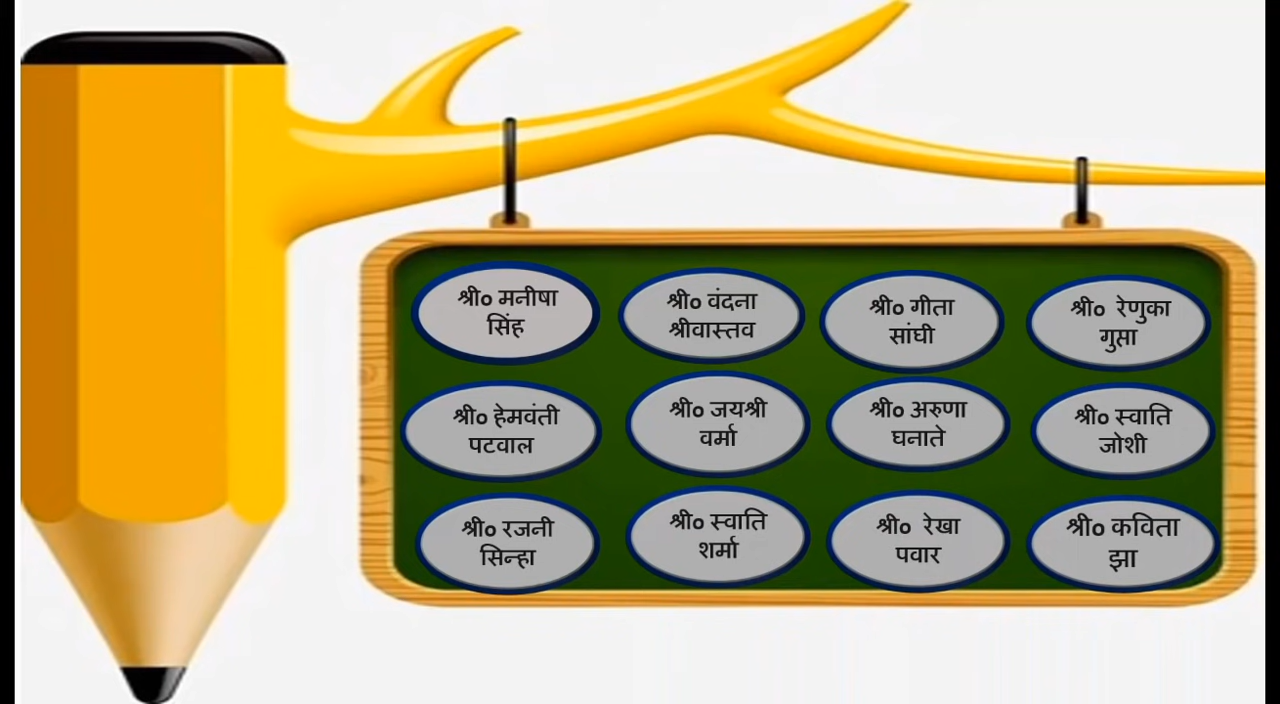 श्री० मनीषा
सिंह
श्री० वंदना
श्रीवास्तव
श्री० गीता
सांघी
श्री० रेणुका
गुप्ता
श्री० हेमवंती
पटवाल
श्री० जयश्री
वर्मा
श्री० अरुणा
घनाते
श्री० स्वाति
जोशी
श्री० रजनी
सिन्हा
श्री० स्वाति
शर्मा
श्री० रेखा
पवार
श्री० कविता
झा